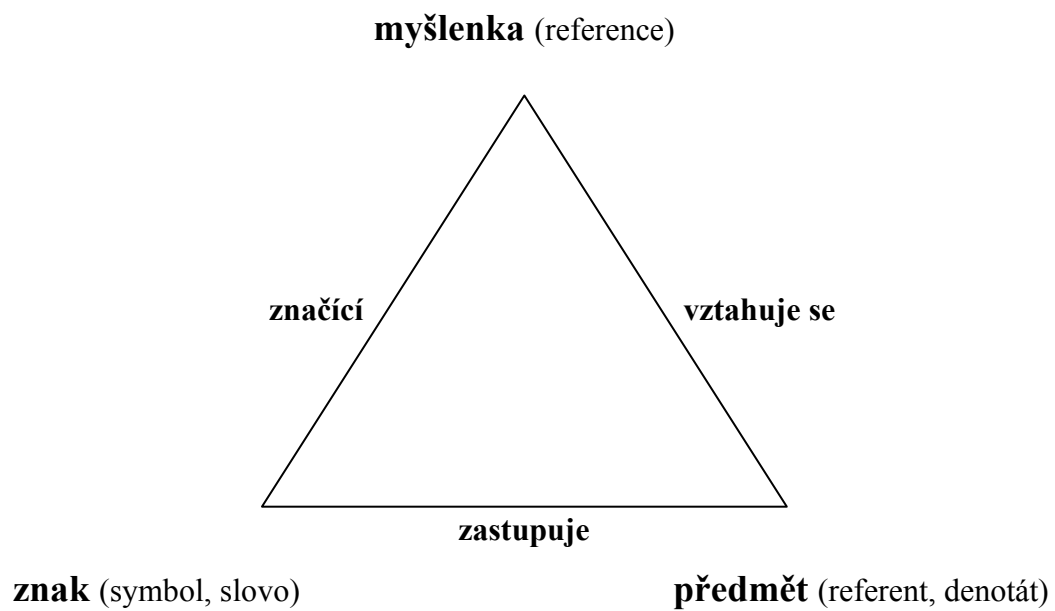 myšlenka (reference)
značící
vztahuje se
zastupuje
znak (symbol, slovo)
předmět (referent, denotát)